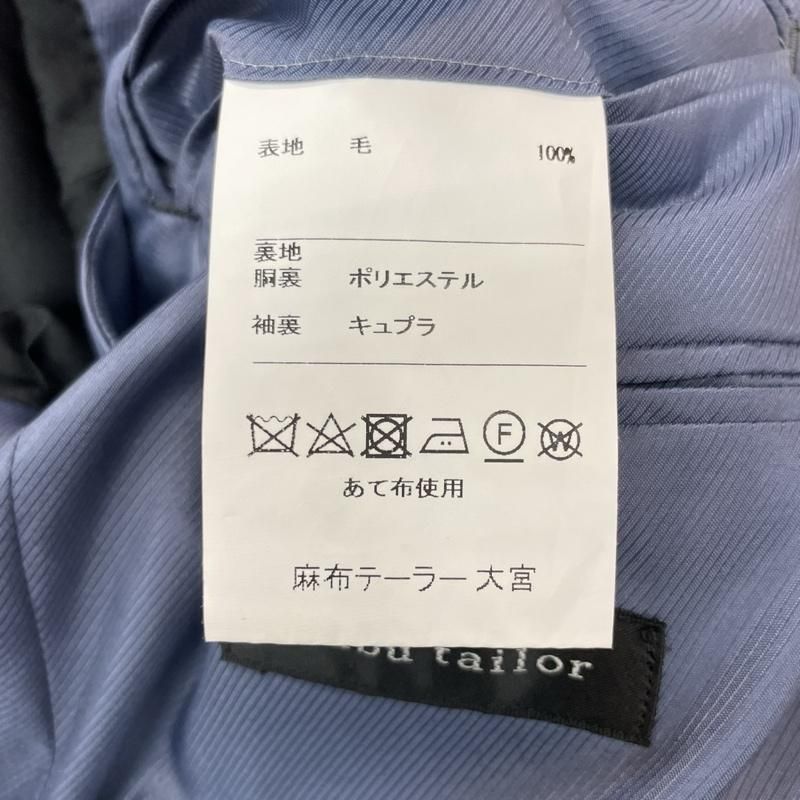 表地 毛 100%
裏地
胴裏 ポリエステル
袖裏 キュプラ
F W
あて布使用
麻布テーラー大宮
tailor